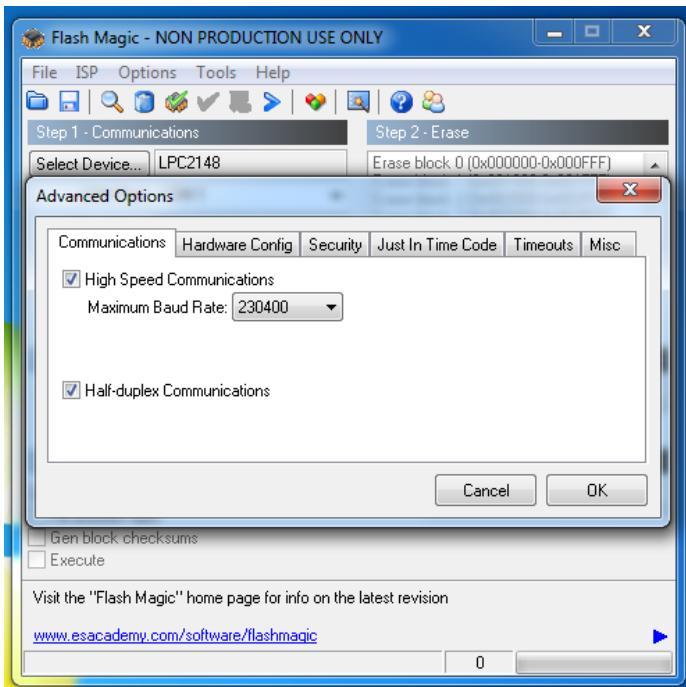 Flash Magic - NON PRODUCTION USE ONLY
File ISP Options Tools Help
Step 1 - Communications
Step 2 - Erase
Select Device...
LPC2148
Erase block 0 (0x000000-0x000FFF)
Advanced Options
Communications Hardware Config Security Just In Time Code Timeouts Misc
High Speed Communications
Maximum Baud Rate: 230400
Half-duplex Communications
Cancel OK
Gen block checksums
Execute
Visit the "Flash Magic" home page for info on the latest revision
www.esacademy.com/software/flashmagic
0